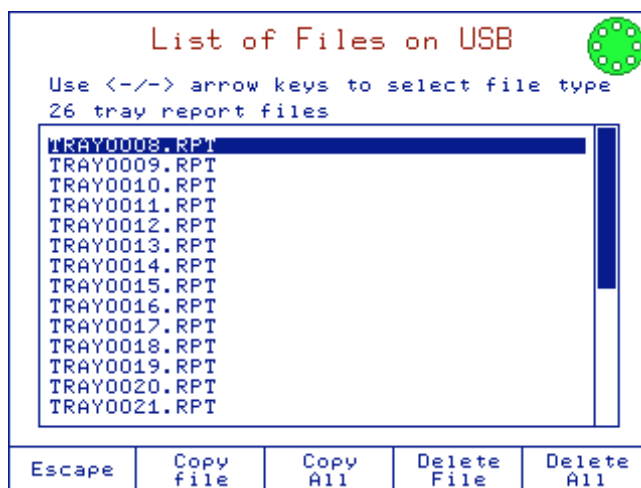 List of Files on USB
Use <-/-> arrow keys to select file type
26 tray report files
TRAY0008.RPT
TRAY0009.RPT
TRAY0010.RPT
TRAY0011.RPT
TRAY0012.RPT
TRAY0013.RPT
TRAY0014.RPT
TRAY0015.RPT
TRAY0016.RPT
TRAY0017.RPT
TRAY0018.RPT
TRAY0019.RPT
TRAY0020.RPT
TRAY0021.RPT
Escape
Copy
file
Copy
All
Delete
File
Delete
All